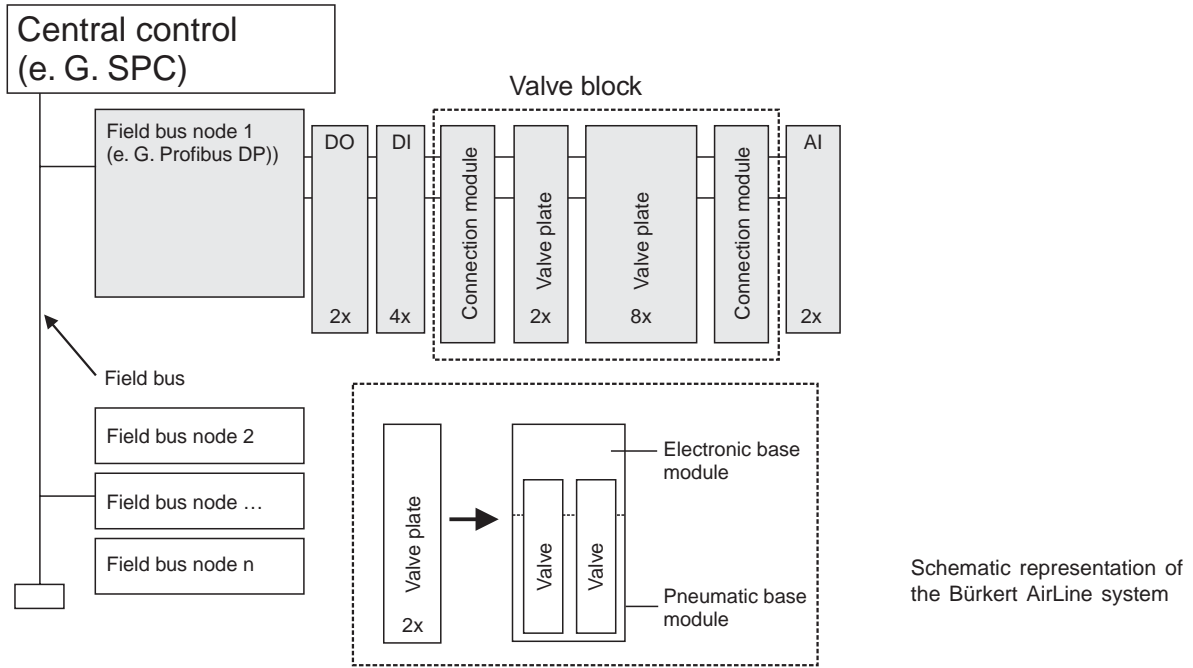 Central control
(e. G. SPC)
Valve block
Field bus node 1
(e. G. Profibus DP))
DO
2x
DI
4x
Connection module
Valve plate
2x
Valve plate
8x
Connection module
AI
2x
Field bus
Field bus node 2
Field bus node …
Field bus node n
Valve plate
2x
Valve
Valve
Electronic base
module
Pneumatic base
module
Schematic representation of
the Bürkert AirLine system